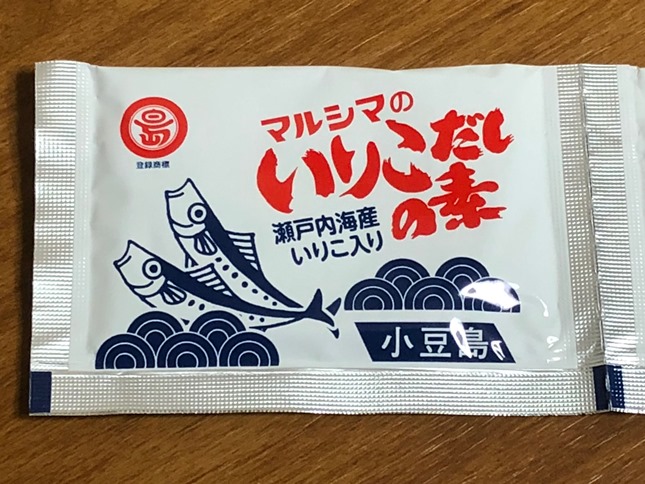 島
登録商標
マルシマの
いりこだし
の素
瀬戸内海産
いりこ入り
小豆島